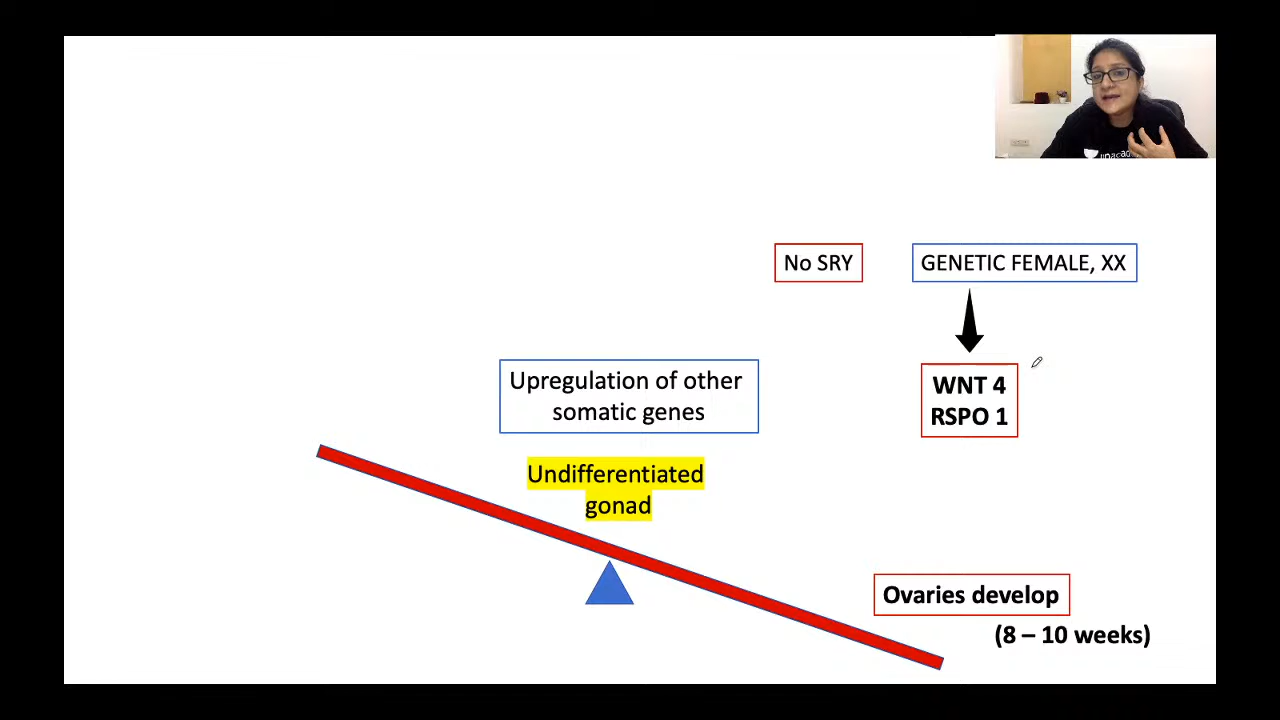 No SRY
GENETIC FEMALE, XX
Upregulation of other
somatic genes
WNT 4
RSPO 1
Undifferentiated
gonad
Ovaries develop
(8 – 10 weeks)